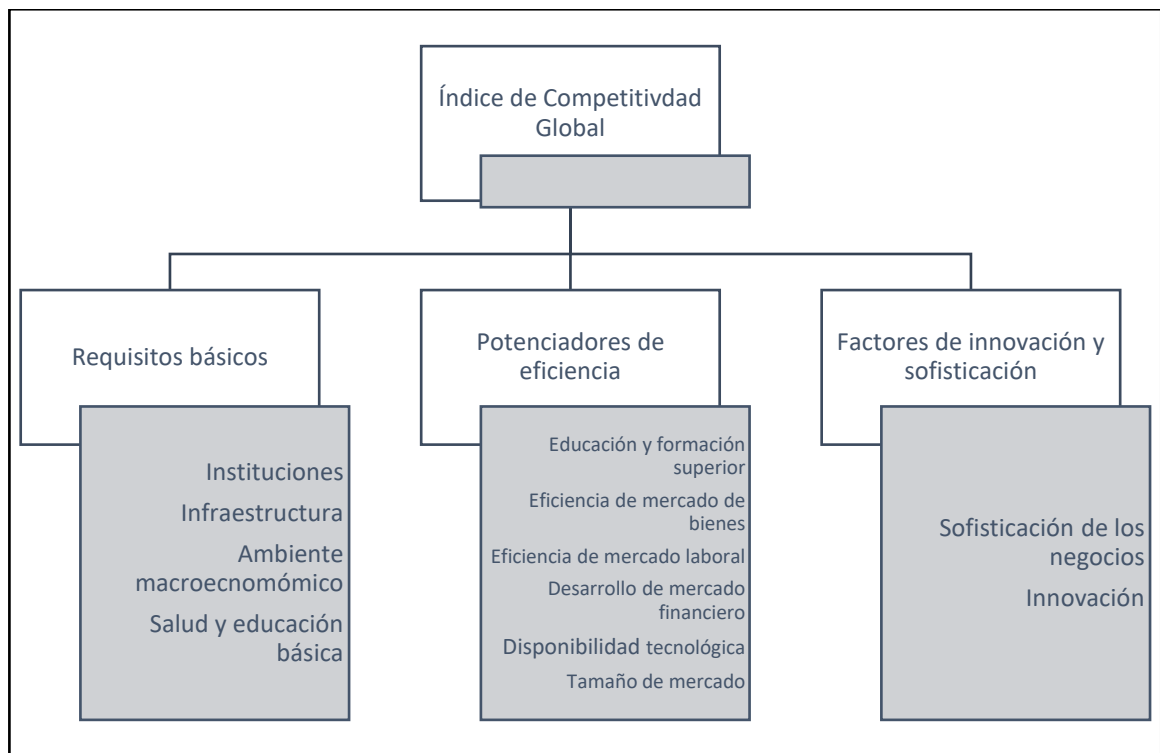 Índice de Competitivdad
Global
Requisitos básicos
Instituciones
Infraestructura
Ambiente
macroecnomómico
Salud y educación
básica
Potenciadores de
eficiencia
Educación y formación
superior
Eficiencia de mercado de
bienes
Eficiencia de mercado laboral
Desarrollo de mercado
financiero
Disponibilidad tecnológica
Tamaño de mercado
Factores de innovación y
sofisticación
Sofisticación de los
negocios
Innovación